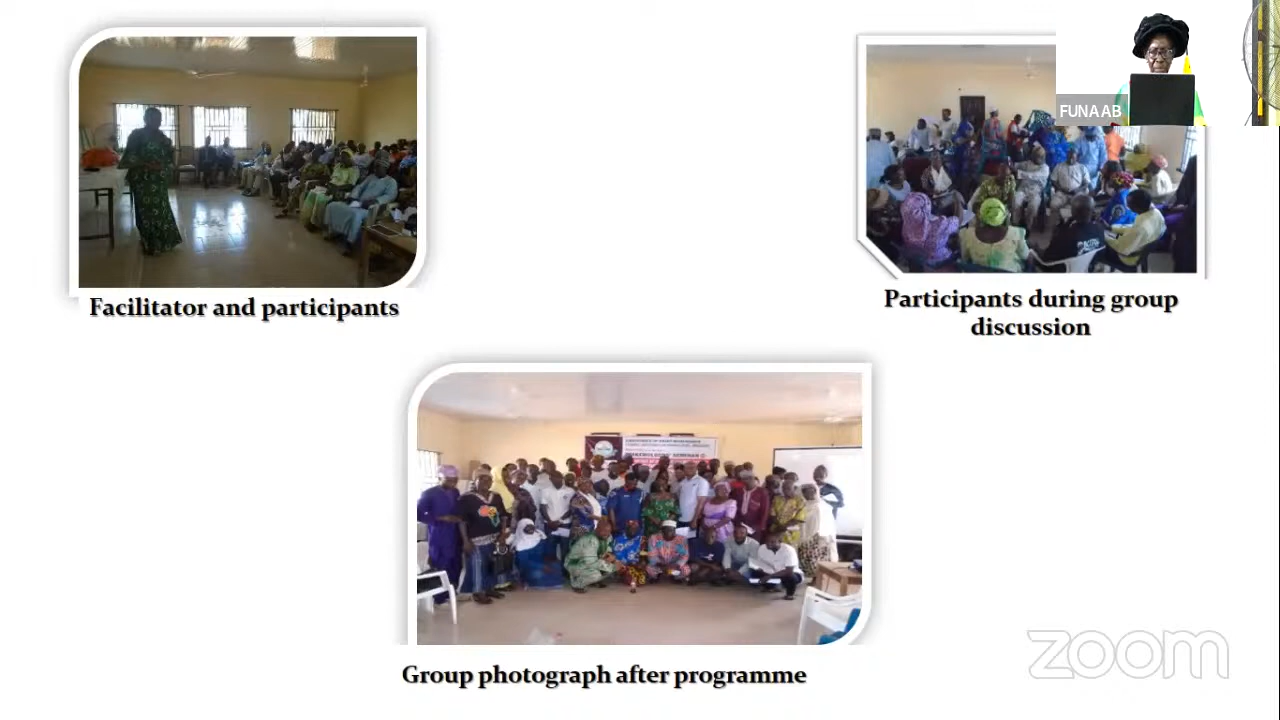 FUNAAB
Facilitator and participants
Participants during group
discussion
Group photograph after programme
zoom